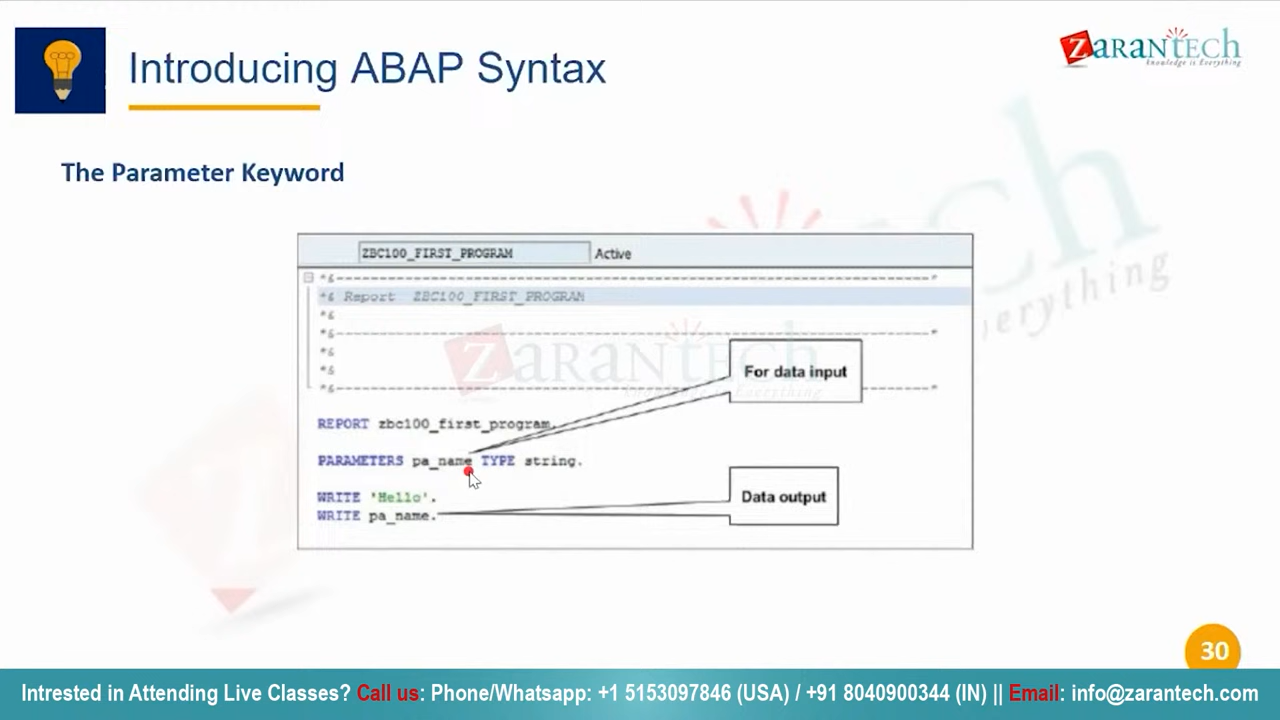 Introducing ABAP Syntax
ZARANTECH
Knowledge is Everything
The Parameter Keyword
ZBC100_FIRST_PROGRAM Active
*&---------------------------------------------------------------------*
*& Report ZBC100_FIRST_PROGRAM
*&
*&---------------------------------------------------------------------*
*&
*&
*&---------------------------------------------------------------------*
For data input
REPORT zbc100_first_program.
PARAMETERS pa_name TYPE string.
WRITE 'Hello'.
WRITE pa_name.
Data output
30
Intrested in Attending Live Classes? Call us: Phone/Whatsapp: +1 5153097846 (USA) / +91 8040900344 (IN) || Email: info@zarantech.com